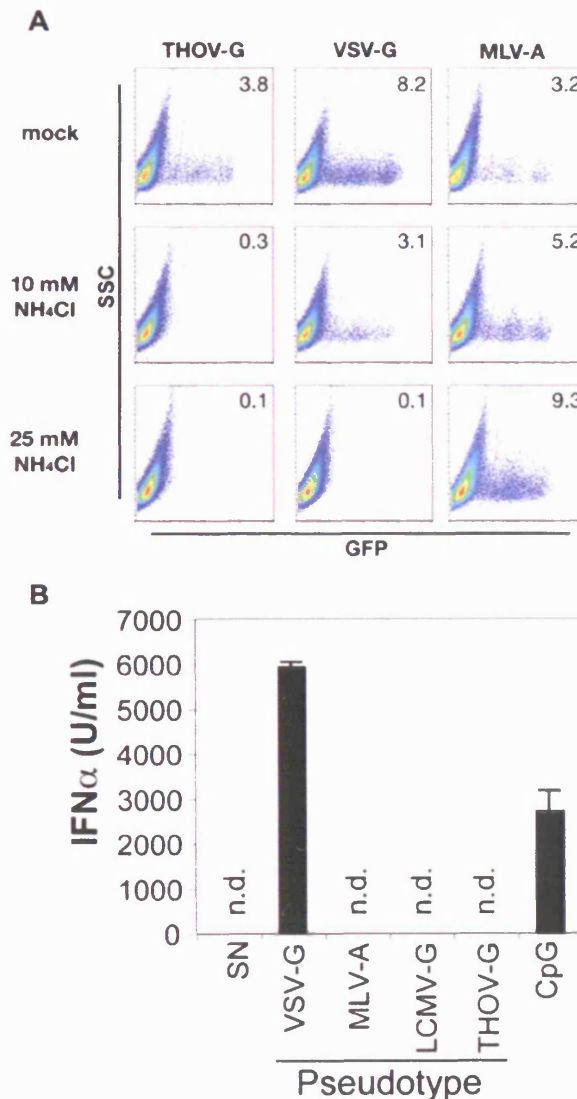 A
THOV-G VSV-G MLV-A
mock
3.8 8.2 3.2
10 mM
NH₄Cl
0.3 3.1 5.2
25 mM
NH₄Cl
0.1 0.1 9.3
SSC
GFP
B
IFNα (U/ml)
7000
6000
5000
4000
3000
2000
1000
0
n.d. n.d. n.d. n.d.
SN VSV-G MLV-A LCMV-G THOV-G CpG
Pseudotype